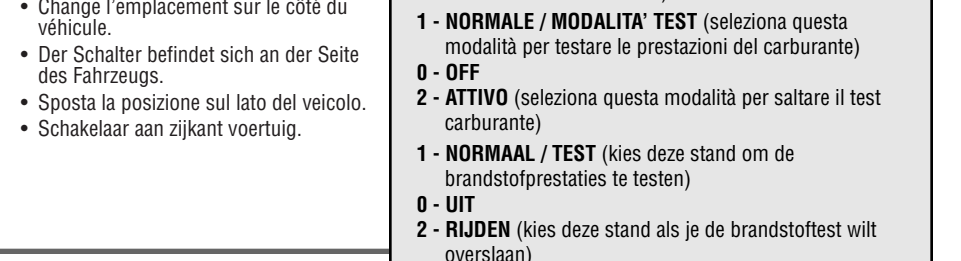 • Change l'emplacement sur le côté du
véhicule.
• Der Schalter befindet sich an der Seite
des Fahrzeugs.
• Sposta la posizione sul lato del veicolo.
• Schakelaar aan zijkant voertuig.
1 - NORMALE / MODALITA' TEST (seleziona questa
modalità per testare le prestazioni del carburante)
0 - OFF
2 - ATTIVO (seleziona questa modalità per saltare il test
carburante)
1 - NORMAAL / TEST (kies deze stand om de
brandstofprestaties te testen)
0 - UIT
2 - RIJDEN (kies deze stand als je de brandstoftest wilt
overslaan)